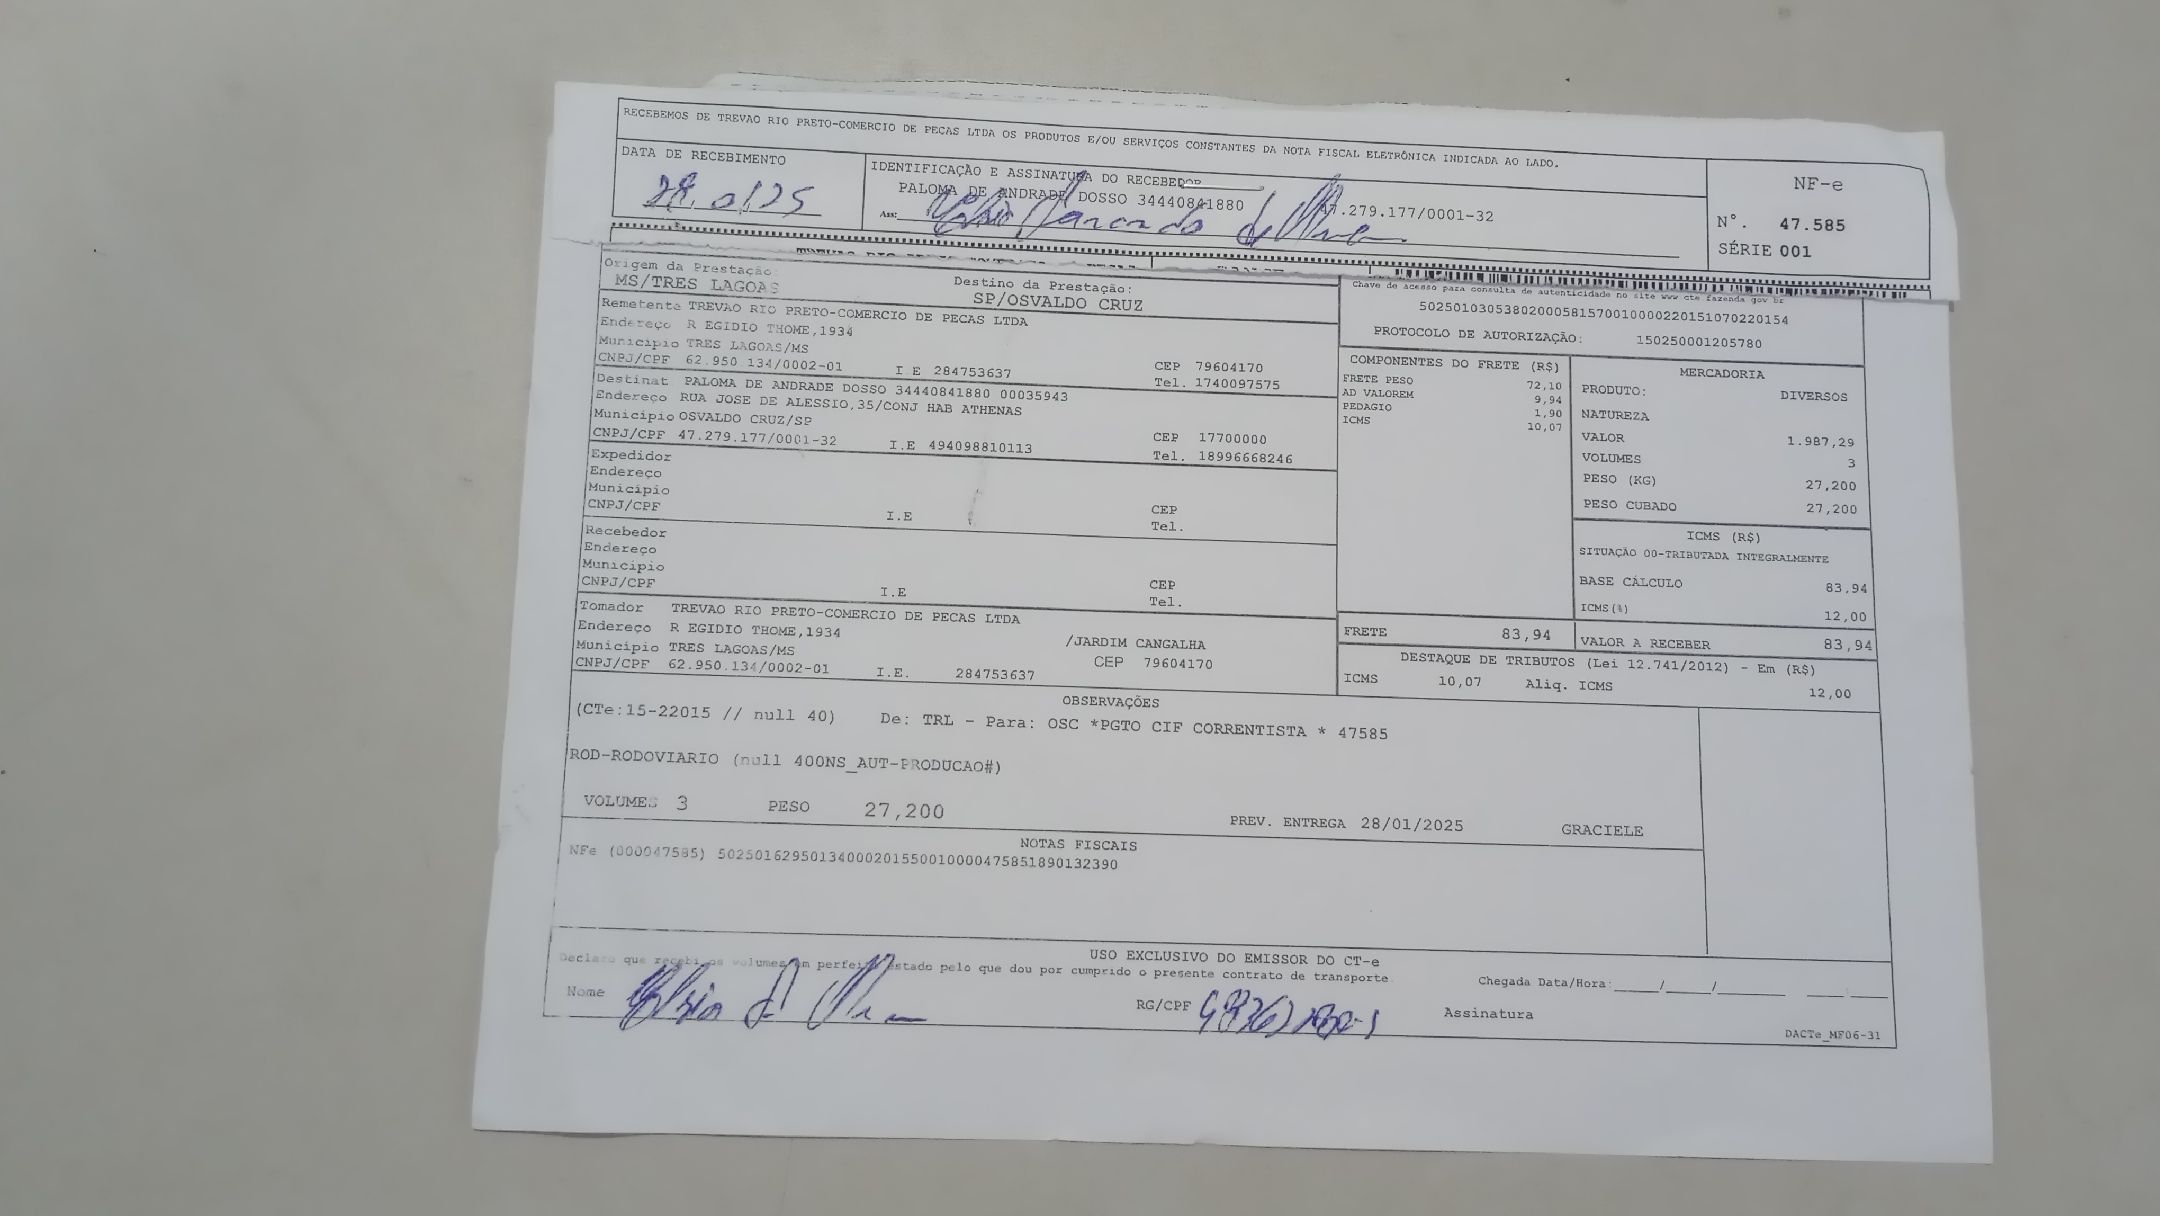 RECEBEMOS DE TREVAO RIO PRETO-COMERCIO DE PECAS LTDA OS PRODUTOS E/OU SERVIÇOS CONSTANTES DA NOTA FISCAL ELETRÔNICA INDICADA AO LADO.
DATA DE RECEBIMENTO
IDENTIFICAÇÃO E ASSINATURA DO RECEBEDOR
PALOMA DE ANDRADE DOSSO 34440841880 47.279.177/0001-32
Ass:
NF-e
N°. 47.585
SÉRIE 001
Origem da Prestação:
MS/TRES LAGOAS
Destino da Prestação:
SP/OSVALDO CRUZ
Remetente TREVAO RIO PRETO-COMERCIO DE PECAS LTDA
Endereço R EGIDIO THOME,1934
Município TRES LAGOAS/MS CEP 79604170
CNPJ/CPF 62.950 134/0002-01 I.E 284753637 Tel. 1740097575
Destinat PALOMA DE ANDRADE DOSSO 34440841880 00035943
Endereço RUA JOSE DE ALESSIO,35/CONJ HAB ATHENAS
Município OSVALDO CRUZ/SP CEP 17700000
CNPJ/CPF 47.279.177/0001-32 I.E 494098810113 Tel. 18996668246
Expedidor
Endereço
Município CEP
CNPJ/CPF I.E Tel.
Recebedor
Endereço
Município CEP
CNPJ/CPF I.E Tel.
Tomador TREVAO RIO PRETO-COMERCIO DE PECAS LTDA
Endereço R EGIDIO THOME,1934 /JARDIM CANGALHA
Município TRES LAGOAS/MS CEP 79604170
CNPJ/CPF 62.950.134/0002-01 I.E. 284753637
Chave de acesso para consulta de autenticidade no site www cte fazenda gov br
50250103053802000581570010000220151070220154
PROTOCOLO DE AUTORIZAÇÃO: 150250001205780
COMPONENTES DO FRETE (R$)
FRETE PESO 72,10
AD VALOREM 9,94
PEDAGIO 1,90
ICMS 10,07
MERCADORIA
PRODUTO: DIVERSOS
NATUREZA
VALOR 1.987,29
VOLUMES 3
PESO (KG) 27,200
PESO CUBADO 27,200
ICMS (R$)
SITUAÇÃO 00-TRIBUTADA INTEGRALMENTE
BASE CÁLCULO 83,94
ICMS(%) 12,00
FRETE 83,94
VALOR A RECEBER 83,94
DESTAQUE DE TRIBUTOS (Lei 12.741/2012) - Em (R$)
ICMS 10,07 Aliq. ICMS 12,00
OBSERVAÇÕES
(CTe:15-22015 // null 40) De: TRL - Para: OSC *PGTO CIF CORRENTISTA * 47585
ROD-RODOVIARIO (null 400NS_AUT-PRODUCAO#)
VOLUMES 3 PESO 27,200 PREV. ENTREGA 28/01/2025 GRACIELE
NOTAS FISCAIS
NFe (000047585) 50250162950134000201550010000475851890132390
USO EXCLUSIVO DO EMISSOR DO CT-e
Declaro que recebi os volumes em perfeito estado pelo que dou por cumprido o presente contrato de transporte
Chegada Data/Hora:____/____/______ ___:___
Nome
RG/CPF
Assinatura
DACTe_MF06-31